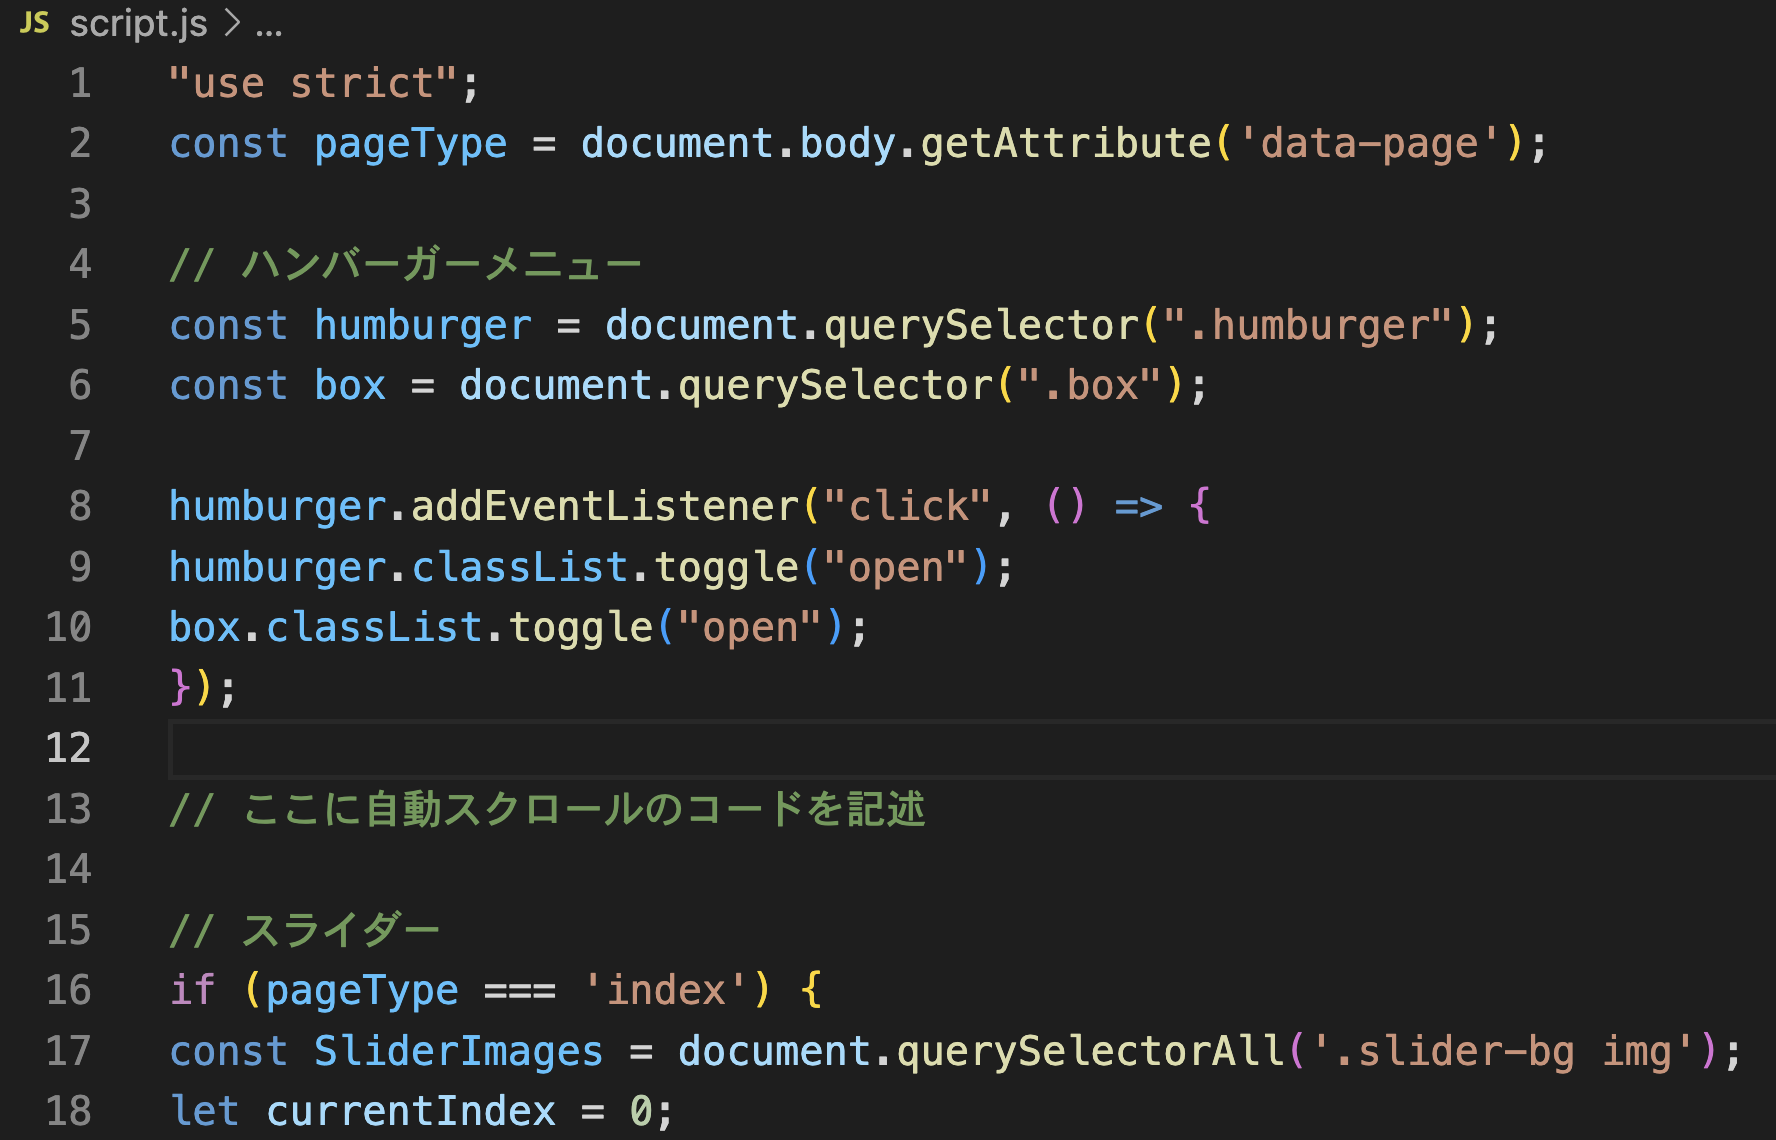 JS script.js > ...
1 "use strict";
2 const pageType = document.body.getAttribute('data-page');
3
4 // ハンバーガーメニュー
5 const humburger = document.querySelector(".humburger");
6 const box = document.querySelector(".box");
7
8 humburger.addEventListener("click", () => {
9 humburger.classList.toggle("open");
10 box.classList.toggle("open");
11 });
12
13 // ここに自動スクロールのコードを記述
14
15 // スライダー
16 if (pageType === 'index') {
17 const SliderImages = document.querySelectorAll('.slider-bg img');
18 let currentIndex = 0;